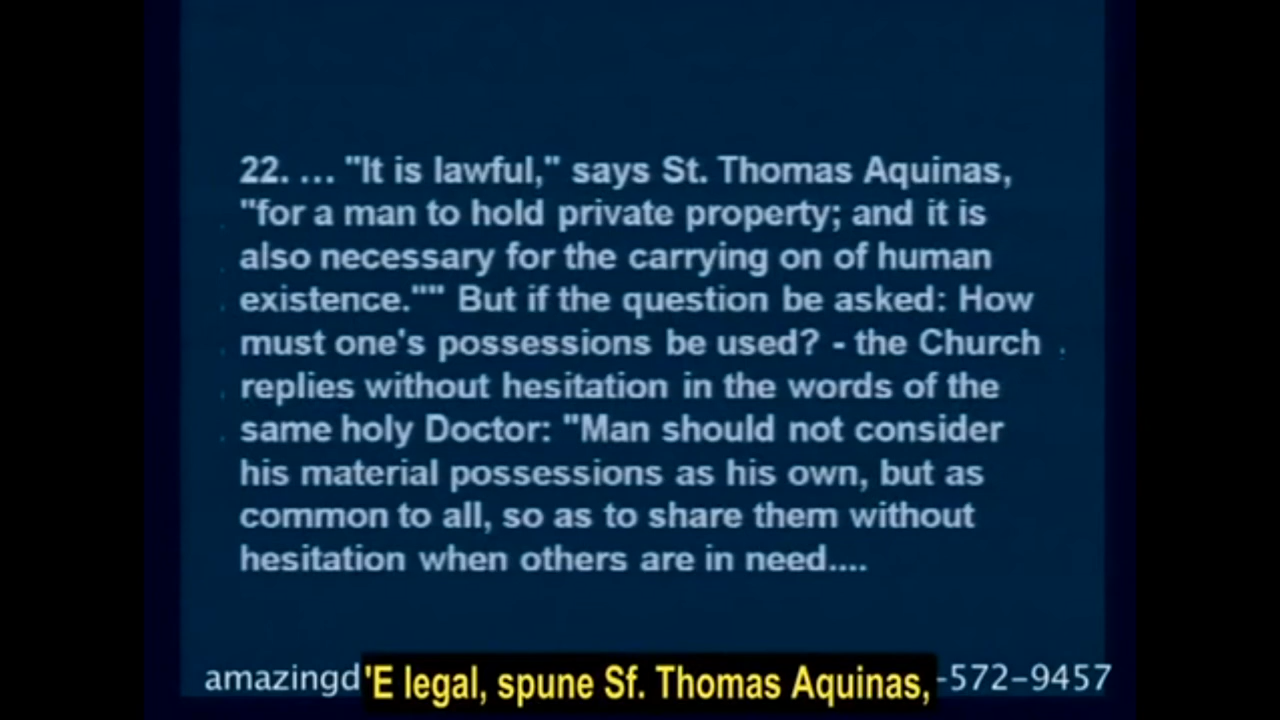 22. ... "It is lawful," says St. Thomas Aquinas,
"for a man to hold private property; and it is
also necessary for the carrying on of human
existence."" But if the question be asked: How
must one's possessions be used? - the Church
replies without hesitation in the words of the
same holy Doctor: "Man should not consider
his material possessions as his own, but as
common to all, so as to share them without
hesitation when others are in need....
amazingd 'E legal, spune Sf. Thomas Aquinas, -572-9457